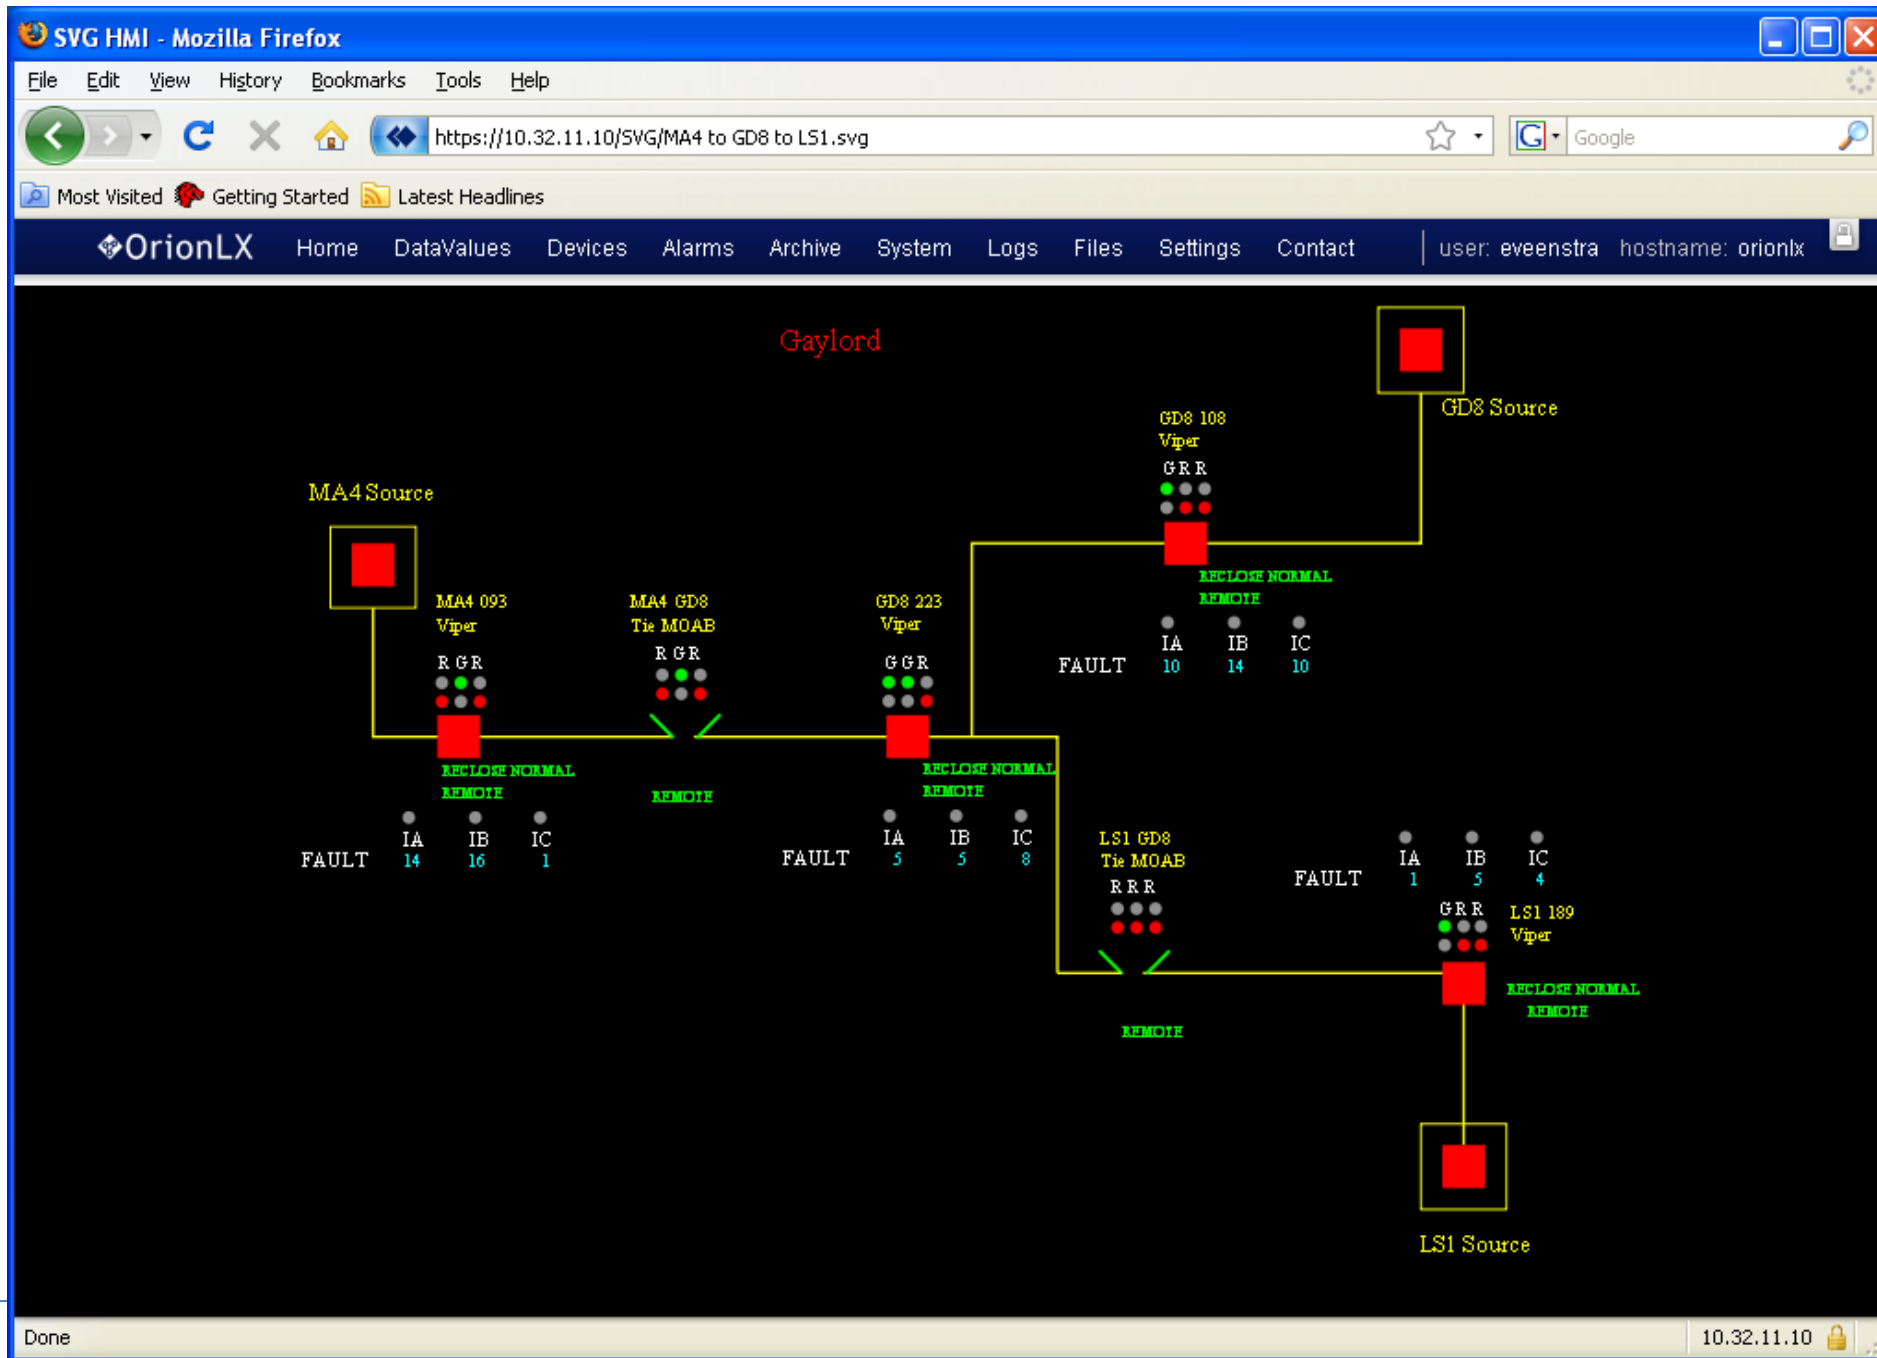 SVG HMI - Mozilla Firefox
File Edit View History Bookmarks Tools Help
https://10.32.11.10/SVG/MA4 to GD8 to LS1.svg
Google
Most Visited Getting Started Latest Headlines
OrionLX Home DataValues Devices Alarms Archive System Logs Files Settings Contact user: eveenstra hostname: orionlx
Gaylord
GD8 Source
GD8 108
Viper
G R R
RECLOSE NORMAL
REMOTE
IA IB IC
FAULT 10 14 10
MA4 Source
MA4 093
Viper
R G R
RECLOSE NORMAL
REMOTE
IA IB IC
FAULT 14 16 1
MA4 GD8
Tie MOAB
R G R
REMOTE
GD8 223
Viper
G G R
RECLOSE NORMAL
REMOTE
IA IB IC
FAULT 5 5 8
LS1 GD8
Tie MOAB
R R R
REMOTE
IA IB IC
FAULT 1 5 4
G R R
LS1 189
Viper
RECLOSE NORMAL
REMOTE
LS1 Source
Done
10.32.11.10